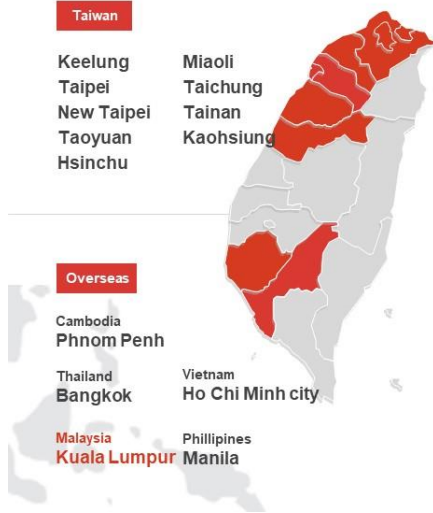 Taiwan
Keelung
Taipei
New Taipei
Taoyuan
Hsinchu
Miaoli
Taichung
Tainan
Kaohsiung
Overseas
Cambodia
Phnom Penh
Thailand
Bangkok
Vietnam
Ho Chi Minh city
Malaysia
Kuala Lumpur
Phillipines
Manila